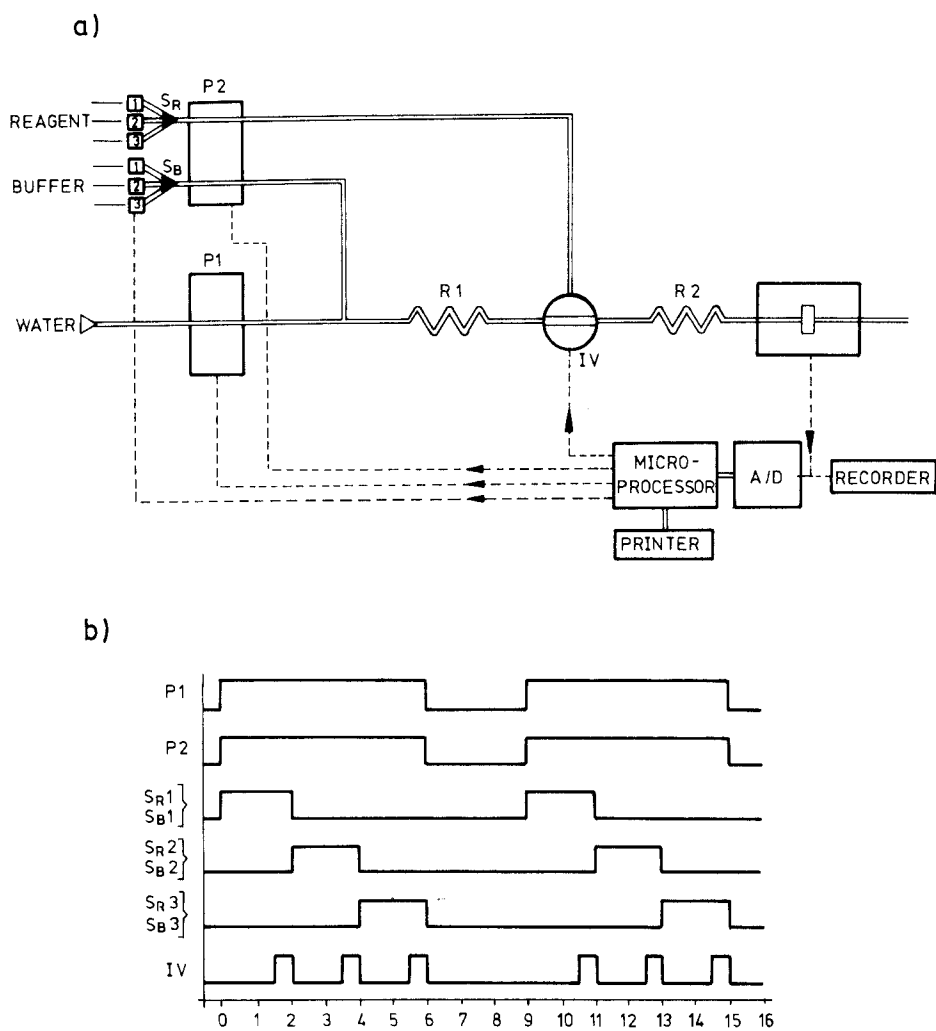 a)
P2
1
SR
REAGENT 2
3
1
SB
BUFFER 2
3
P1
R1
R2
WATER
IV
MICRO-
PROCESSOR
A/D
RECORDER
PRINTER
b)
P1
P2
SR1
SB1
SR2
SB2
SR3
SB3
IV
0 1 2 3 4 5 6 7 8 9 10 11 12 13 14 15 16